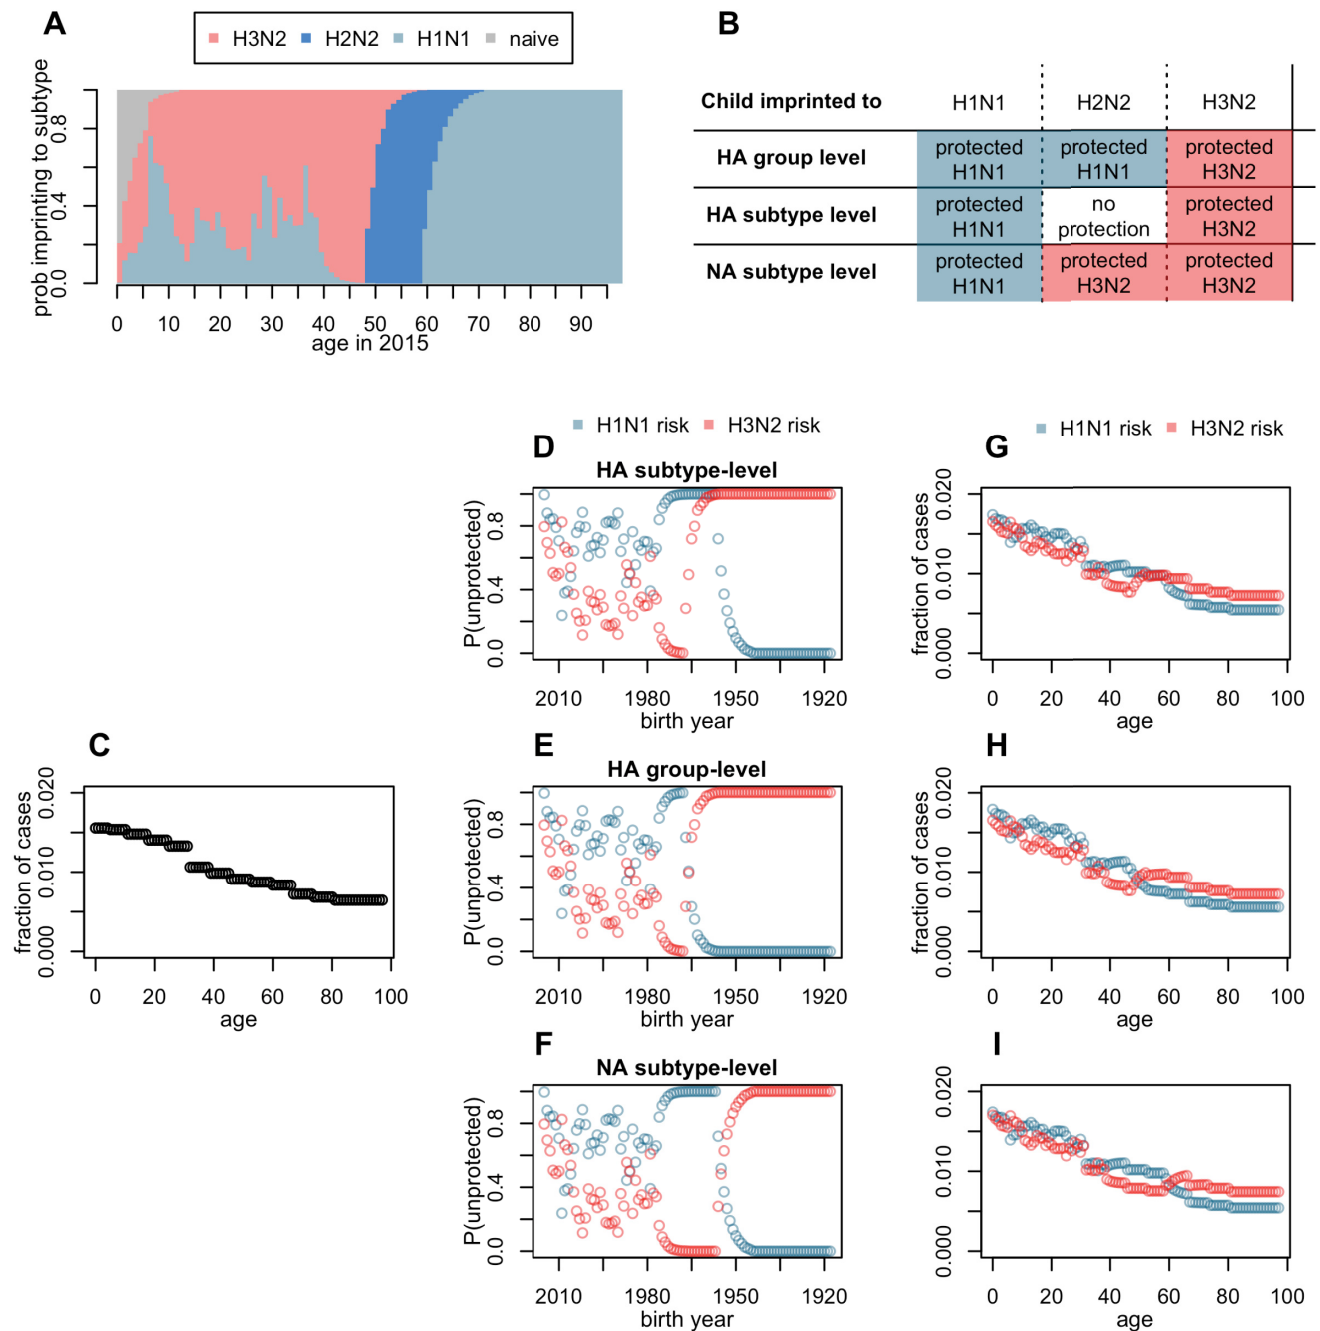 A
H3N2 H2N2 H1N1 naive
prob imprinting to subtype
0.0 0.4 0.8
0 10 20 30 40 50 60 70 80 90
age in 2015
B
Child imprinted to H1N1 H2N2 H3N2
HA group level
protected H1N1
protected H1N1
protected H3N2
HA subtype level
protected H1N1
no protection
protected H3N2
NA subtype level
protected H1N1
protected H3N2
protected H3N2
C
fraction of cases
0.000 0.010 0.020
0 20 40 60 80 100
age
H1N1 risk H3N2 risk
D
HA subtype-level
P(unprotected)
0.0 0.4 0.8
2010 1980 1950 1920
birth year
E
HA group-level
P(unprotected)
0.0 0.4 0.8
2010 1980 1950 1920
birth year
F
NA subtype-level
P(unprotected)
0.0 0.4 0.8
2010 1980 1950 1920
birth year
H1N1 risk H3N2 risk
G
fraction of cases
0.000 0.010 0.020
0 20 40 60 80 100
age
H
fraction of cases
0.000 0.010 0.020
0 20 40 60 80 100
age
I
fraction of cases
0.000 0.010 0.020
0 20 40 60 80 100
age